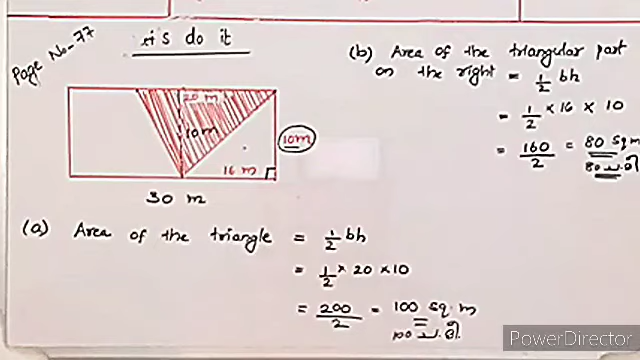 Page No-77
et's do it
20 m
10m
10m
16 m
30 m
(a) Area of the triangle = 1/2 bh
= 1/2 × 20 × 10
= 200/2 = 100 sq. m
(b) Area of the triangular part
on the right = 1/2 bh
= 1/2 × 16 × 10
= 160/2 = 80 sq m
PowerDirector